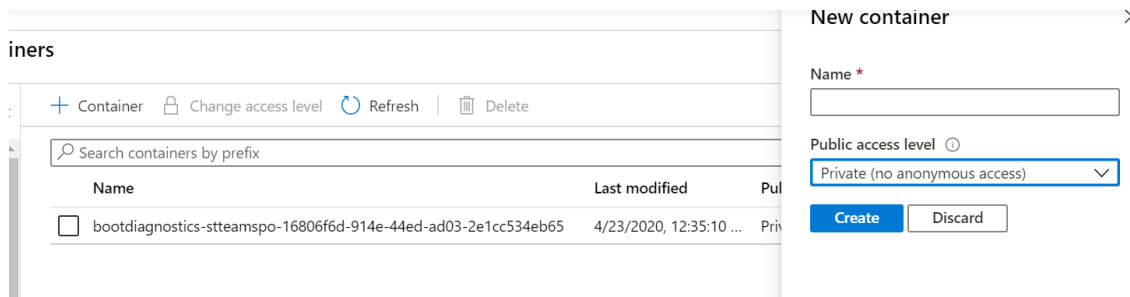 New container
iners
Name *
+ Container Change access level Refresh Delete
Search containers by prefix
Public access level
Private (no anonymous access)
Name Last modified Pul
Create Discard
bootdiagnostics-stteamspo-16806f6d-914e-44ed-ad03-2e1cc534eb65 4/23/2020, 12:35:10 ... Priv